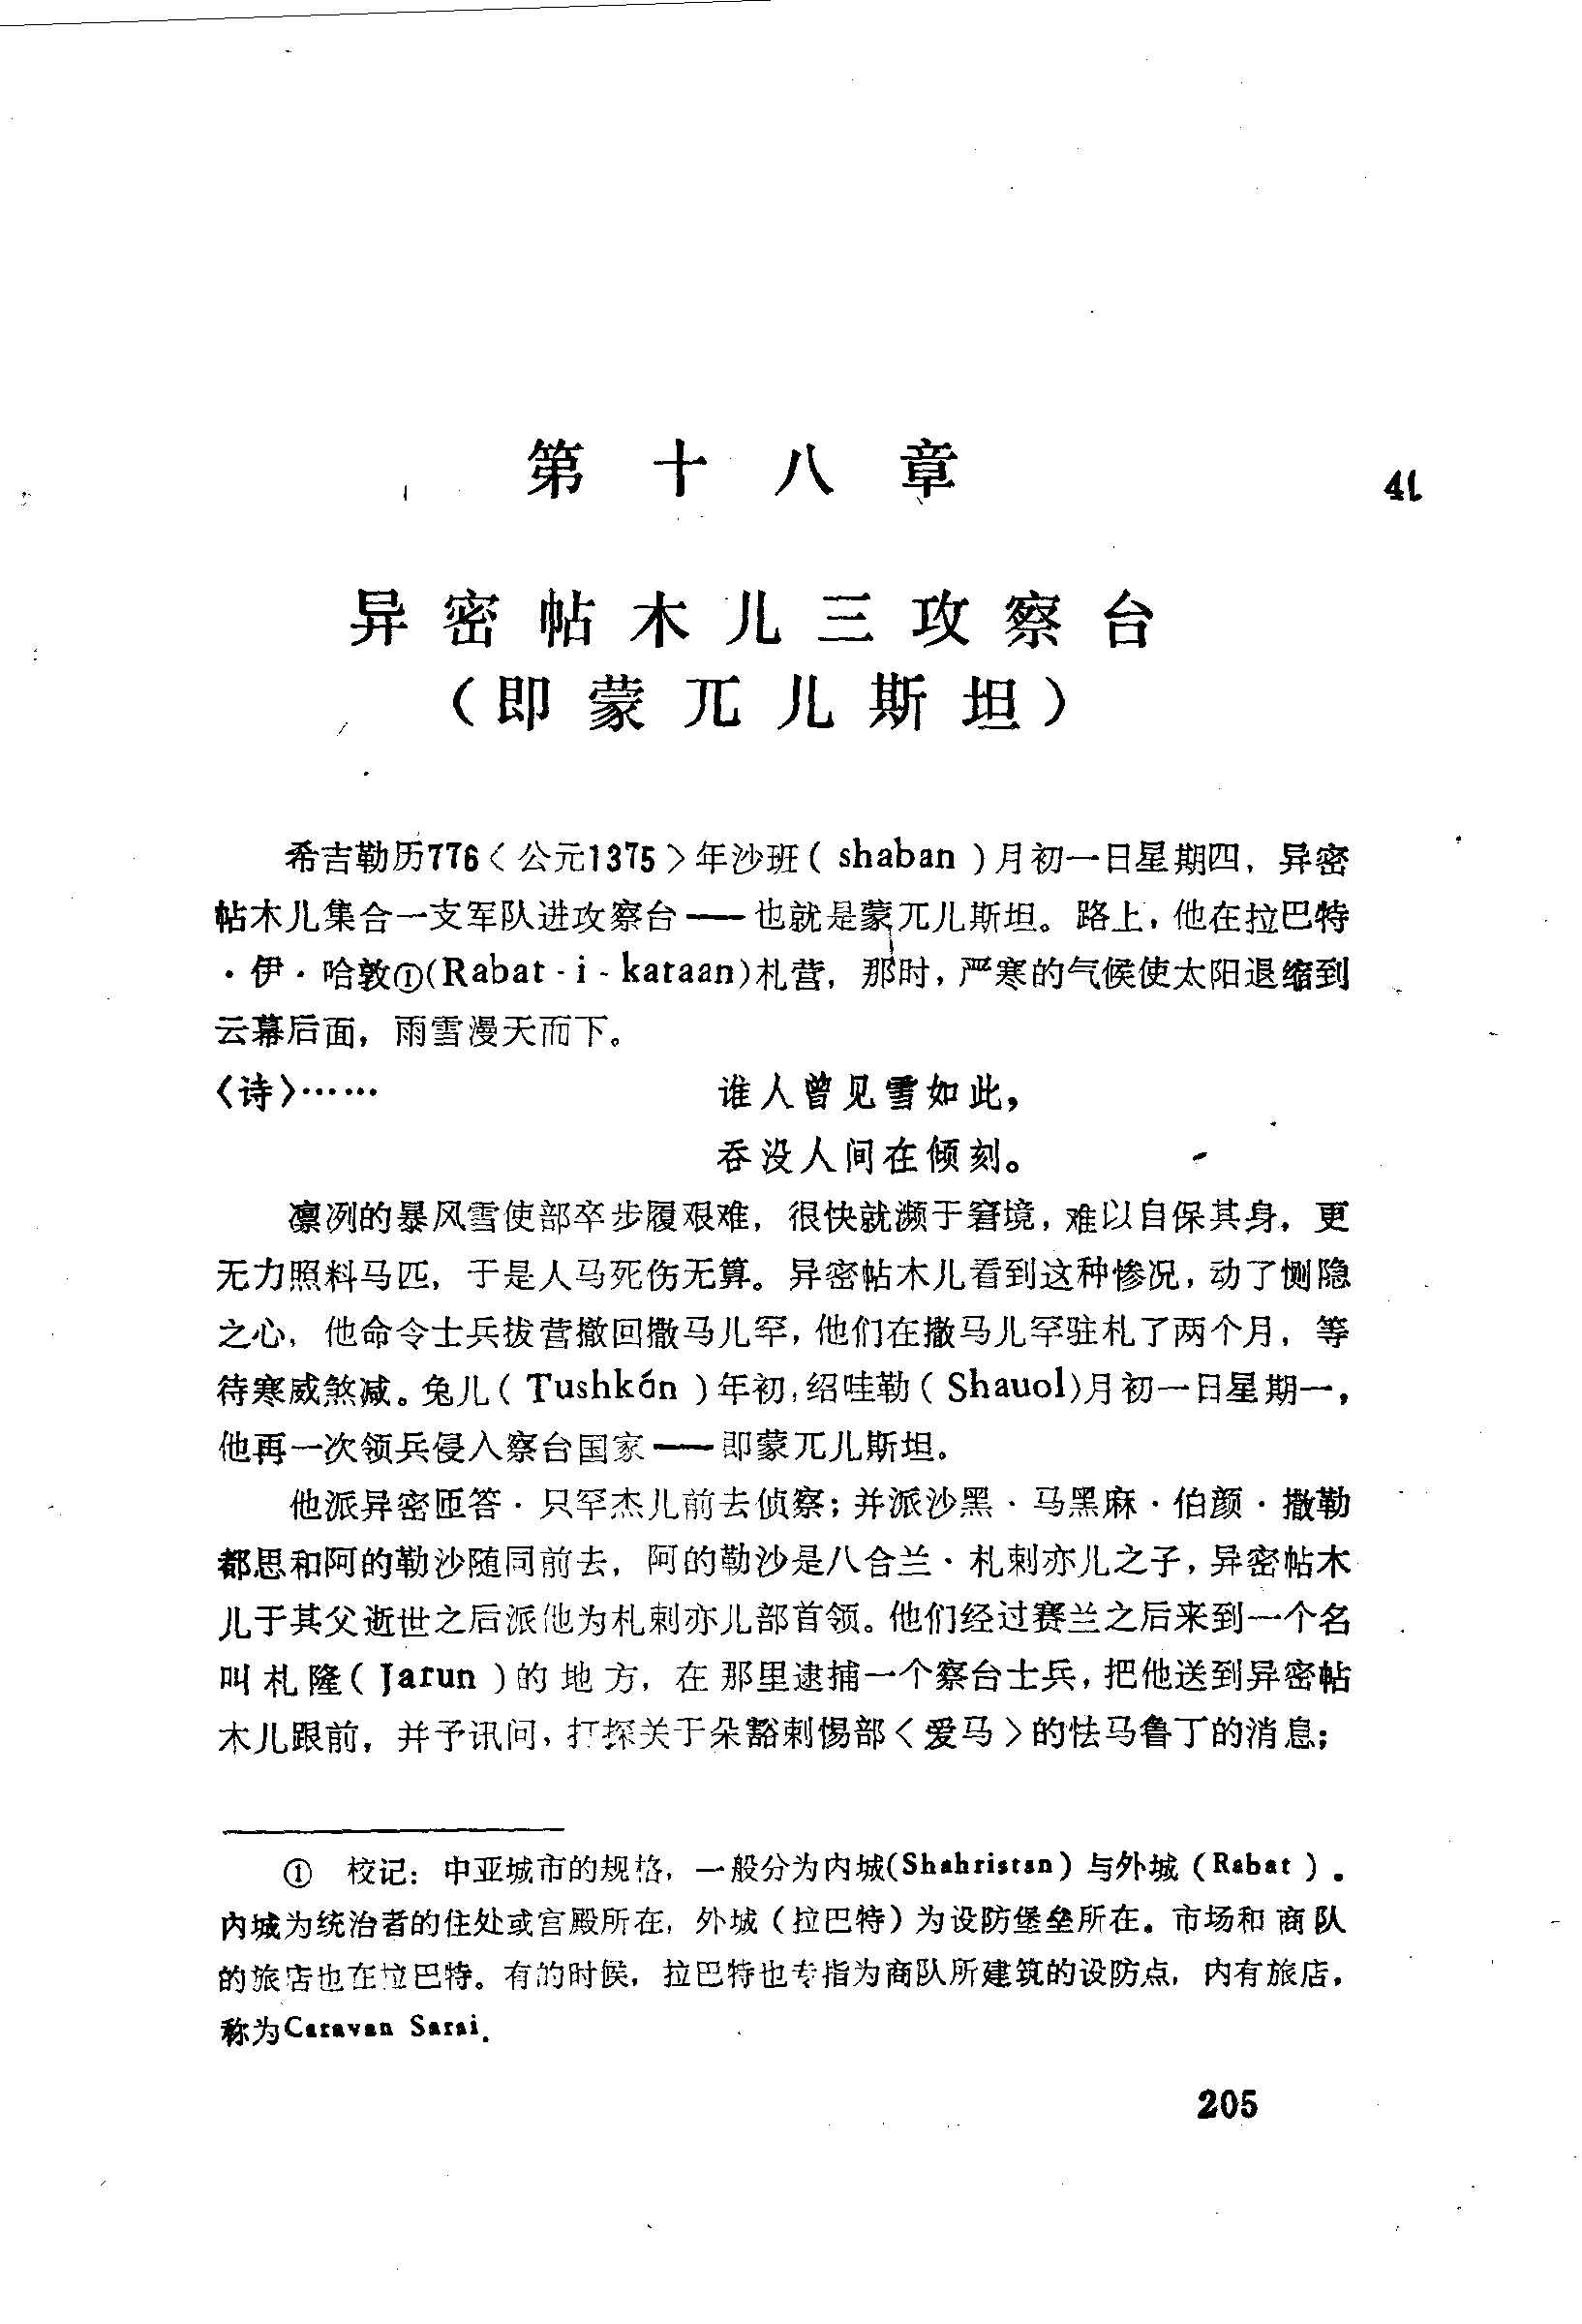 第十八章
41
异密帖木儿三攻察台
（即蒙兀儿斯坦）
希吉勒历776〈公元1375〉年沙班（shaban）月初一日星期四，异密
帖木儿集合一支军队进攻察台——也就是蒙兀儿斯坦。路上，他在拉巴特
·伊·哈敦①(Rabat-i-kataan)札营，那时，严寒的气候使太阳退缩到
云幕后面，雨雪漫天而下。
〈诗〉…… 谁人曾见雪如此，
吞没人间在倾刻。
凛冽的暴风雪使部卒步履艰难，很快就濒于窘境，难以自保其身，更
无力照料马匹，于是人马死伤无算。异密帖木儿看到这种惨况，动了恻隐
之心，他命令士兵拔营撤回撒马儿罕，他们在撒马儿罕驻札了两个月，等
待寒威煞减。兔儿（Tushkán）年初，绍哇勒（Shauol)月初一日星期一，
他再一次领兵侵入察台国家——即蒙兀儿斯坦。
他派异密匝答·只罕杰儿前去侦察；并派沙黑·马黑麻·伯颜·撒勒
都思和阿的勒沙随同前去，阿的勒沙是八合兰·札剌亦儿之子，异密帖木
儿于其父逝世之后派他为札剌亦儿部首领。他们经过赛兰之后来到一个名
叫札隆（Jarun）的地方，在那里逮捕一个察台士兵，把他送到异密帖
木儿跟前，并予讯问，打探关于朵豁剌惕部〈爱马〉的怯马鲁丁的消息；
① 校记：中亚城市的规格，一般分为内城(Shahristan）与外城（Rabat）.
内城为统治者的住处或宫殿所在，外城（拉巴特）为设防堡垒所在。市场和商队
的旅店也在拉巴特。有的时候，拉巴特也专指为商队所建筑的设防点，内有旅店，
称为Caravan Sarai.
205